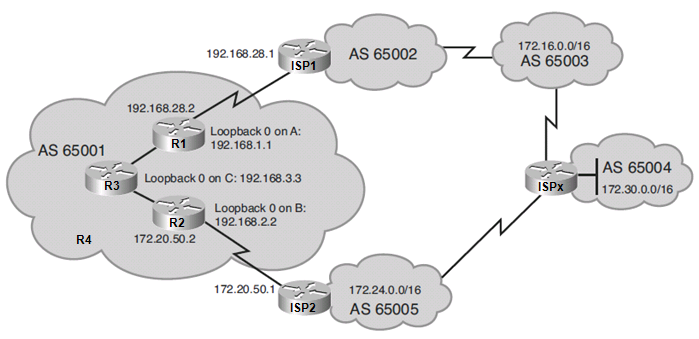 192.168.28.1
ISP1
AS 65002
172.16.0.0/16
AS 65003
192.168.28.2
R1
Loopback 0 on A:
192.168.1.1
AS 65001
R3
Loopback 0 on C: 192.168.3.3
ISPx
AS 65004
172.30.0.0/16
R2
Loopback 0 on B:
192.168.2.2
R4
172.20.50.2
172.20.50.1
ISP2
172.24.0.0/16
AS 65005